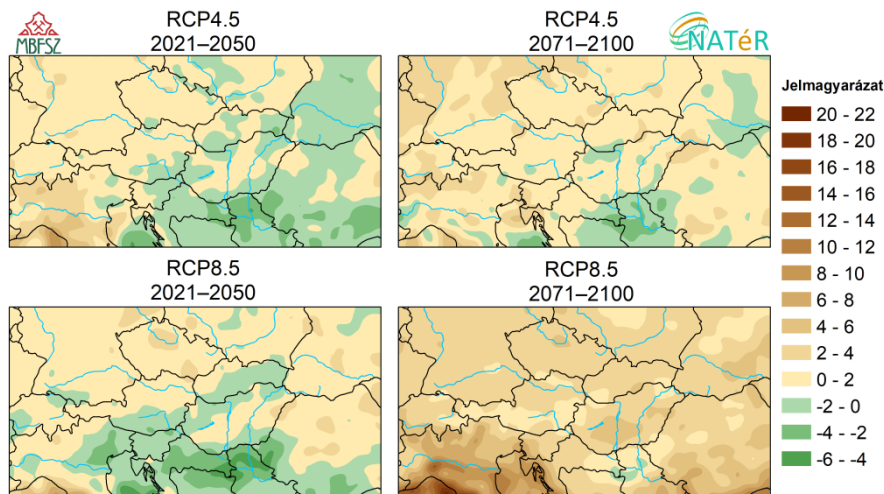 MBFSZ
RCP4.5
2021–2050
RCP4.5
2071–2100
NATéR
RCP8.5
2021–2050
RCP8.5
2071–2100
Jelmagyarázat
20 - 22
18 - 20
16 - 18
14 - 16
12 - 14
10 - 12
8 - 10
6 - 8
4 - 6
2 - 4
0 - 2
-2 - 0
-4 - -2
-6 - -4